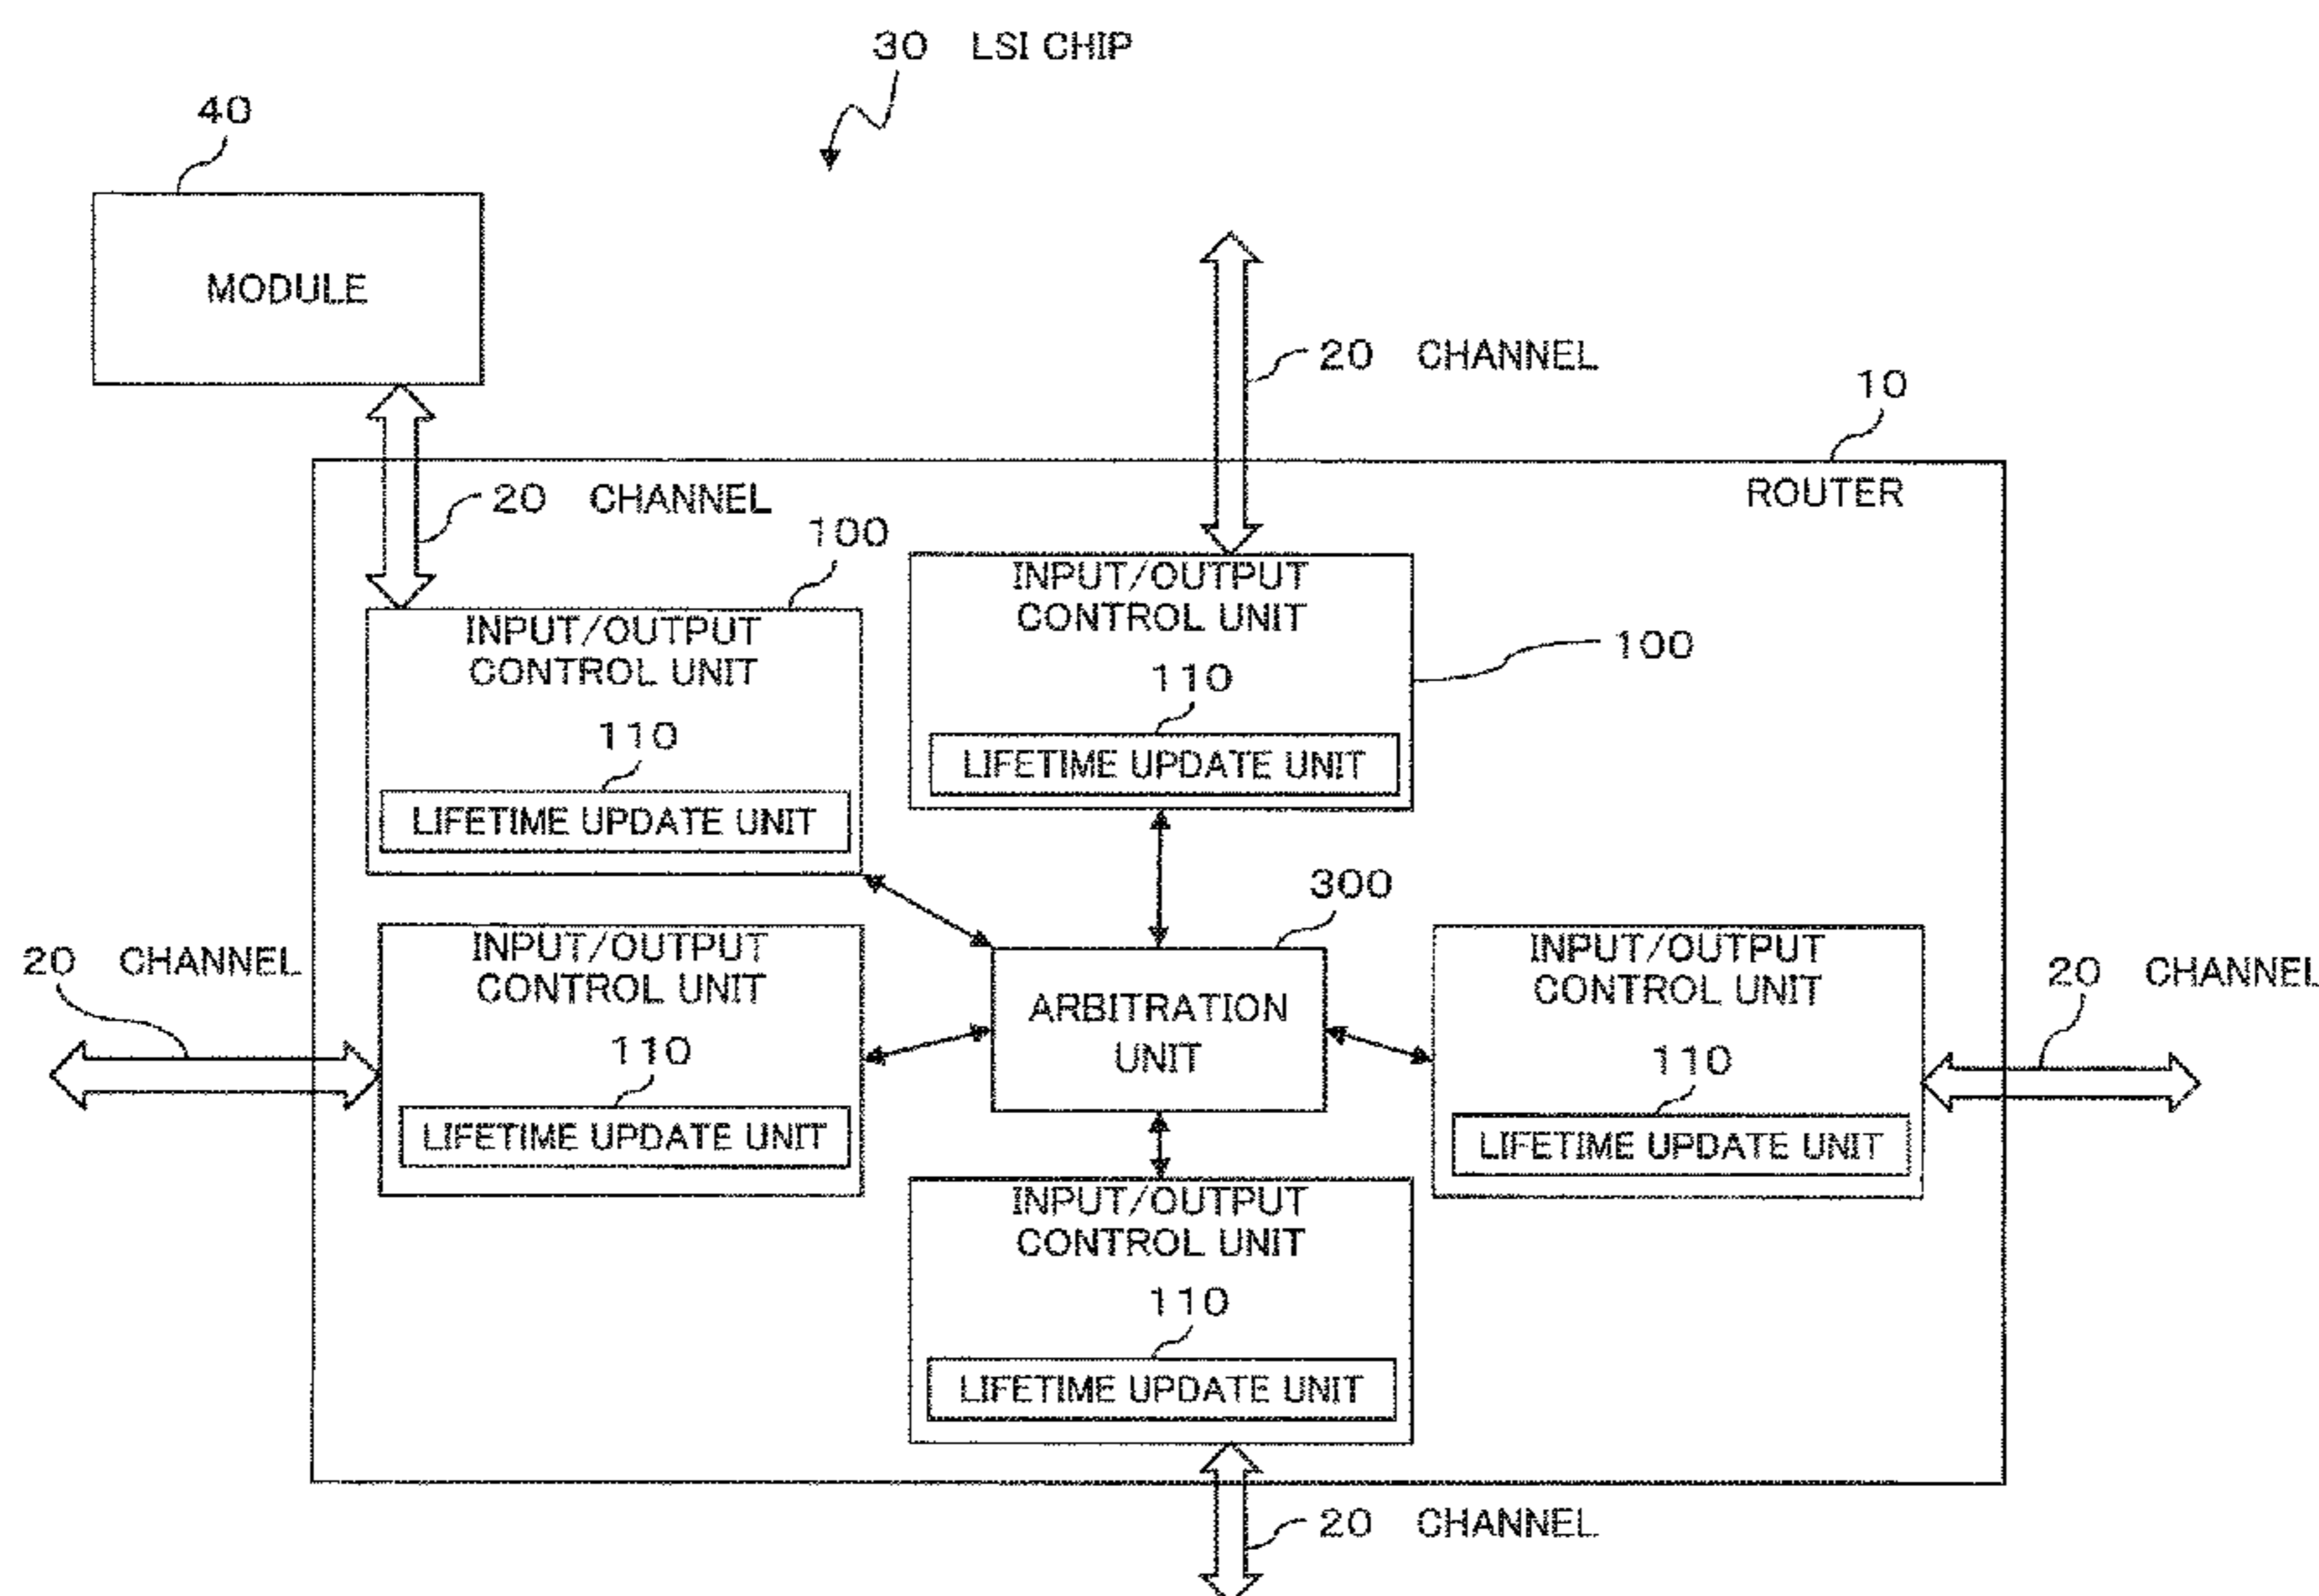 30 LSI CHIP
40
MODULE
20 CHANNEL
10
ROUTER
20 CHANNEL
100
INPUT/OUTPUT
CONTROL UNIT
110
LIFETIME UPDATE UNIT
INPUT/OUTPUT
CONTROL UNIT
100
110
LIFETIME UPDATE UNIT
300
ARBITRATION
UNIT
20 CHANNEL
INPUT/OUTPUT
CONTROL UNIT
110
LIFETIME UPDATE UNIT
INPUT/OUTPUT
CONTROL UNIT
110
LIFETIME UPDATE UNIT
20 CHANNEL
INPUT/OUTPUT
CONTROL UNIT
110
LIFETIME UPDATE UNIT
20 CHANNEL